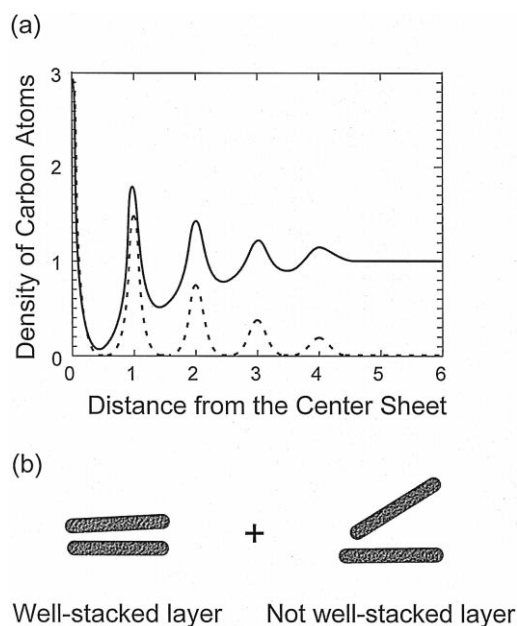 (a)
3
2
1
0
Density of Carbon Atoms
0 1 2 3 4 5 6
Distance from the Center Sheet
(b)
+
Well-stacked layer Not well-stacked layer